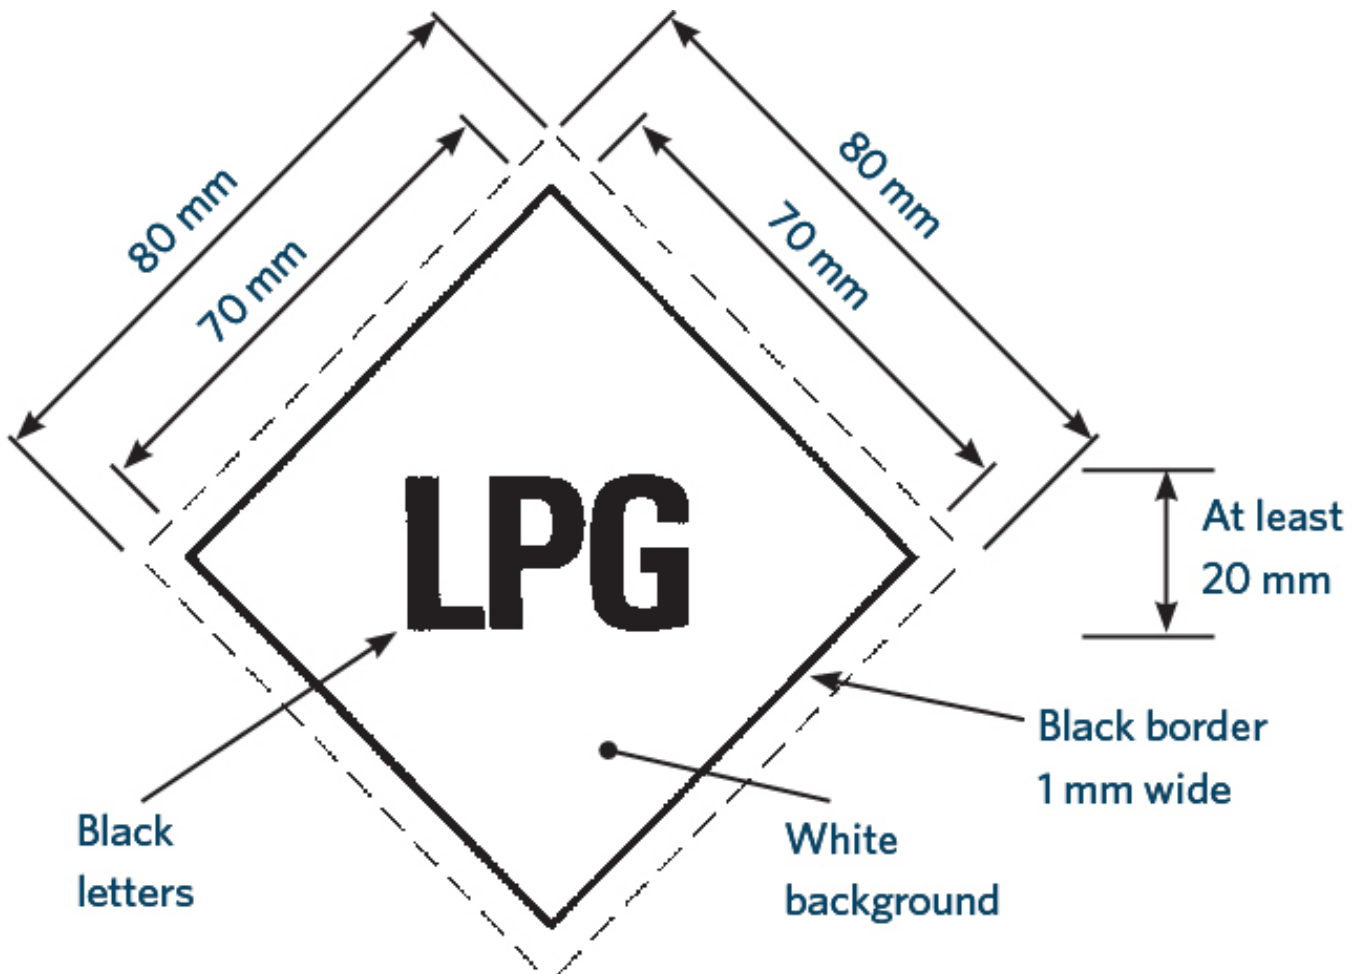 80 mm
80 mm
70 mm
70 mm
LPG
At least
20 mm
Black border
1 mm wide
Black
letters
White
background